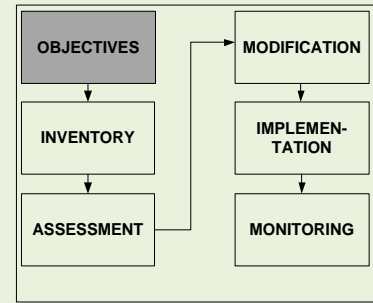 OBJECTIVES
INVENTORY
ASSESSMENT
MODIFICATION
IMPLEMEN-
TATION
MONITORING